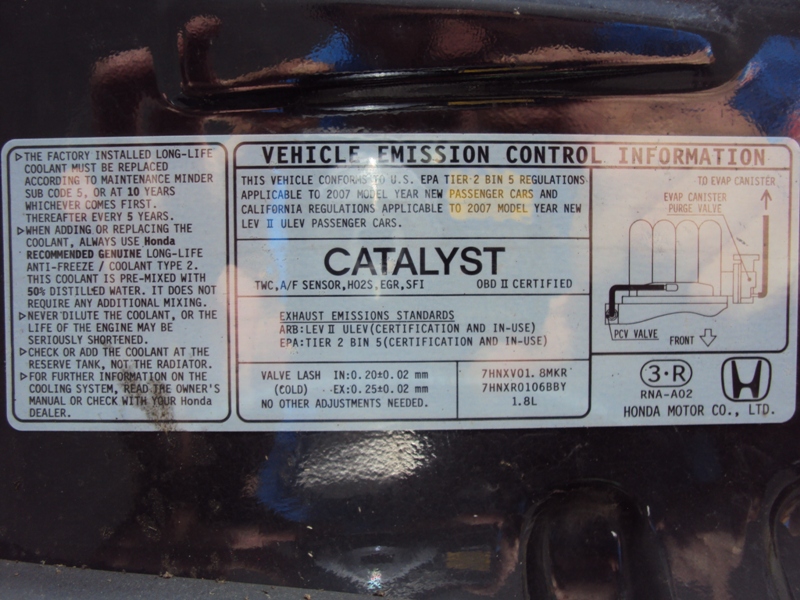 ▷THE FACTORY INSTALLED LONG-LIFE
COOLANT MUST BE REPLACED
ACCORDING TO MAINTENANCE MINDER
SUB CODE 5, OR AT 10 YEARS
WHICHEVER COMES FIRST.
THEREAFTER EVERY 5 YEARS.
▷WHEN ADDING OR REPLACING THE
COOLANT, ALWAYS USE Honda
RECOMMENDED GENUINE LONG-LIFE
ANTI-FREEZE / COOLANT TYPE 2.
THIS COOLANT IS PRE-MIXED WITH
50% DISTILLED WATER. IT DOES NOT
REQUIRE ANY ADDITIONAL MIXING.
▷NEVER DILUTE THE COOLANT, OR THE
LIFE OF THE ENGINE MAY BE
SERIOUSLY SHORTENED.
▷CHECK OR ADD THE COOLANT AT THE
RESERVE TANK, NOT THE RADIATOR.
▷FOR FURTHER INFORMATION ON THE
COOLING SYSTEM, READ THE OWNER'S
MANUAL OR CHECK WITH YOUR Honda
DEALER.
VEHICLE EMISSION CONTROL INFORMATION
THIS VEHICLE CONFORMS TO U.S. EPA TIER 2 BIN 5 REGULATIONS
APPLICABLE TO 2007 MODEL YEAR NEW PASSENGER CARS AND
CALIFORNIA REGULATIONS APPLICABLE TO 2007 MODEL YEAR NEW
LEV II ULEV PASSENGER CARS.
CATALYST
TWC,A/F SENSOR,HO2S,EGR,SFI OBD II CERTIFIED
EXHAUST EMISSIONS STANDARDS
ARB:LEV II ULEV(CERTIFICATION AND IN-USE)
EPA:TIER 2 BIN 5(CERTIFICATION AND IN-USE)
VALVE LASH IN:0.20±0.02 mm
(COLD) EX:0.25±0.02 mm
NO OTHER ADJUSTMENTS NEEDED.
7HNXV01.8MKR
7HNXR0106BBY
1.8L
TO EVAP CANISTER
EVAP CANISTER
PURGE VALVE
PCV VALVE
FRONT
3·R
RNA-A02
HONDA MOTOR CO., LTD.